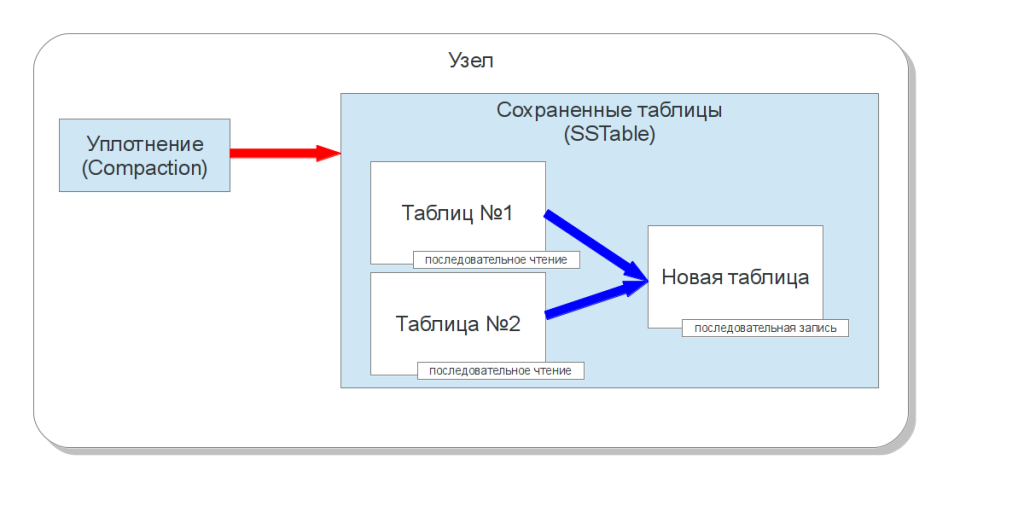 Узел
Уплотнение
(Compaction)
Сохраненные таблицы
(SSTable)
Таблиц №1
последовательное чтение
Таблица №2
последовательное чтение
Новая таблица
последовательная запись